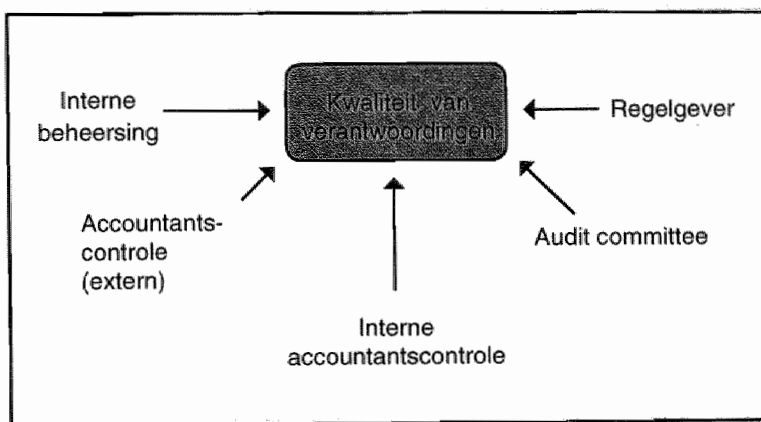 Kwaliteit van
verantwoordingen
Interne
beheersing
Regelgever
Accountants-
controle
(extern)
Audit committee
Interne
accountantscontrole